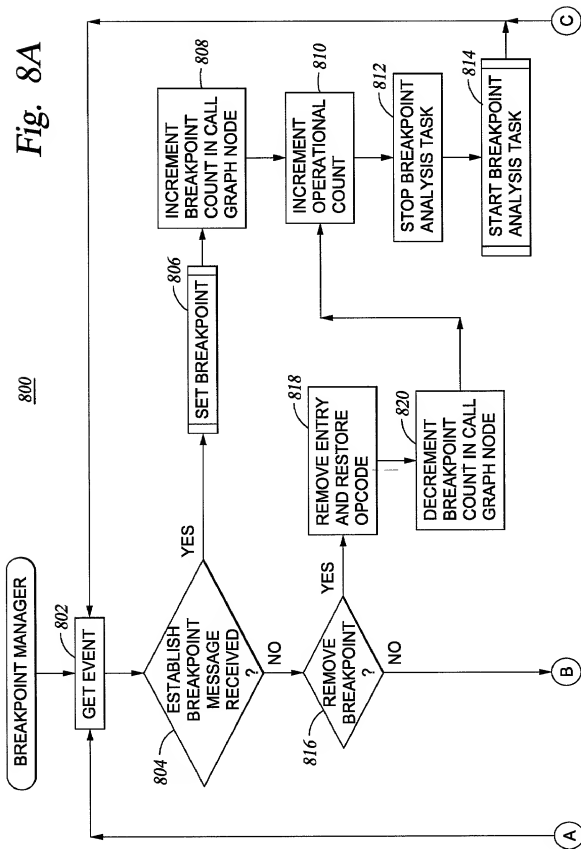 Fig. 8A
800
BREAKPOINT MANAGER
802
GET EVENT
804
ESTABLISH
BREAKPOINT
MESSAGE
RECEIVED
?
YES
NO
806
SET BREAKPOINT
808
INCREMENT
BREAKPOINT
COUNT IN CALL
GRAPH NODE
810
INCREMENT
OPERATIONAL
COUNT
812
STOP BREAKPOINT
ANALYSIS TASK
814
START BREAKPOINT
ANALYSIS TASK
816
REMOVE
BREAKPOINT
?
YES
NO
818
REMOVE ENTRY
AND RESTORE
OPCODE
820
DECREMENT
BREAKPOINT
COUNT IN CALL
GRAPH NODE
A
B
C